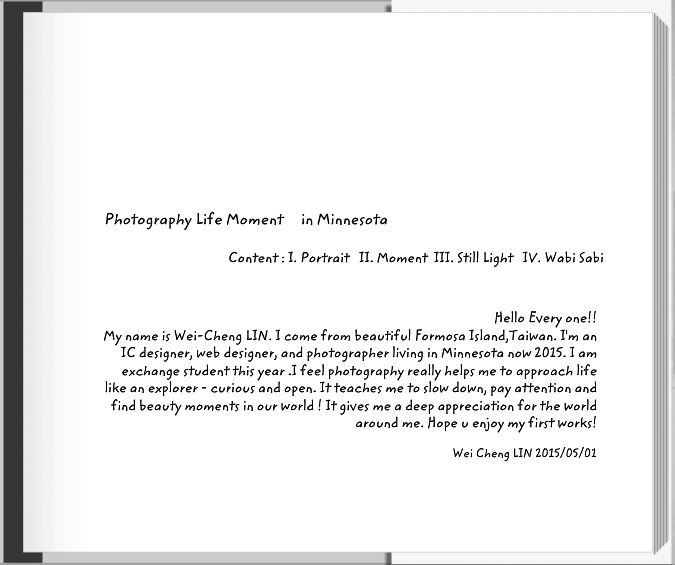 Photography Life Moment in Minnesota
Content : I. Portrait II. Moment III. Still Light IV. Wabi Sabi
Hello Every one!!
My name is Wei-Cheng LIN. I come from beautiful Formosa Island,Taiwan. I'm an
IC designer, web designer, and photographer living in Minnesota now 2015. I am
exchange student this year .I feel photography really helps me to approach life
like an explorer - curious and open. It teaches me to slow down, pay attention and
find beauty moments in our world ! It gives me a deep appreciation for the world
around me. Hope u enjoy my first works!
Wei Cheng LIN 2015/05/01